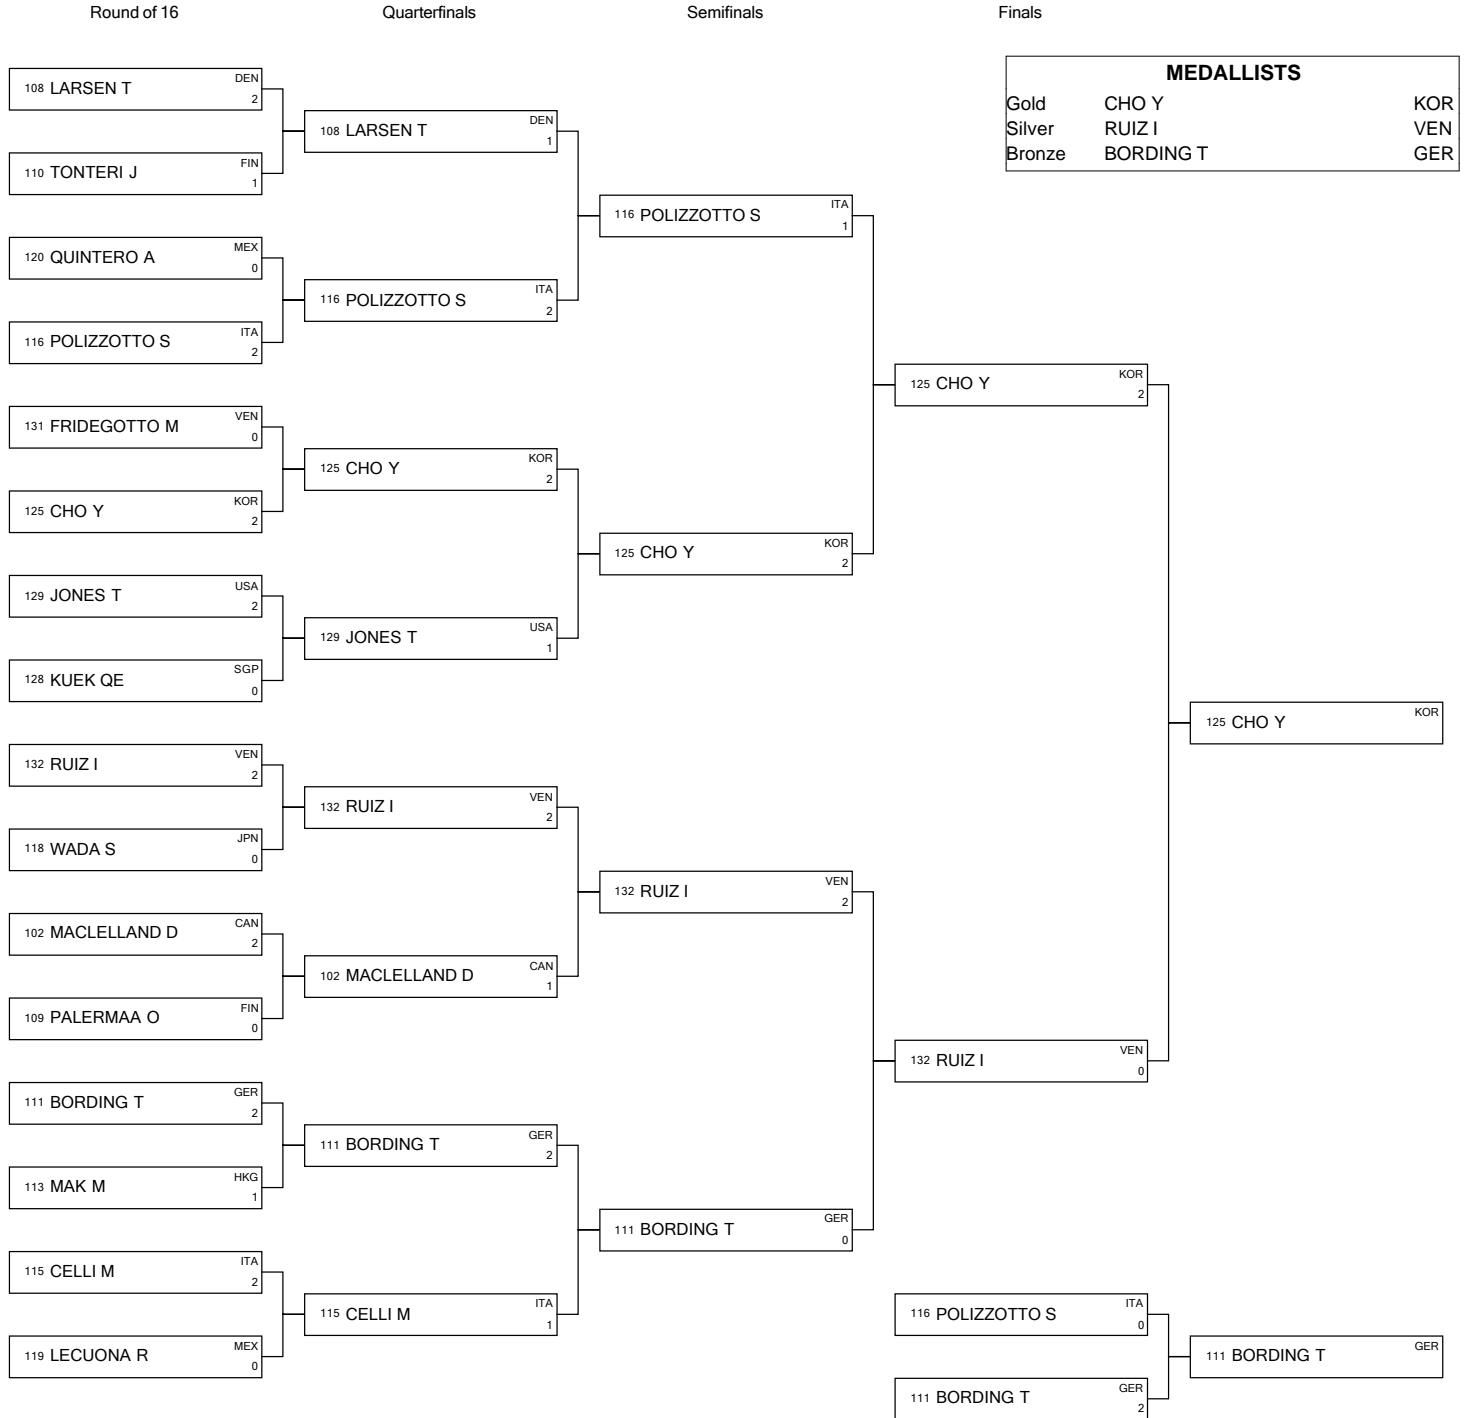 Round of 16 Quarterfinals Semifinals Finals
MEDALLISTS
Gold CHO Y KOR
Silver RUIZ I VEN
Bronze BORDING T GER
108 LARSEN T DEN 2
110 TONTERI J FIN 1
120 QUINTERO A MEX 0
116 POLIZZOTTO S ITA 2
131 FRIDEGOTTO M VEN 0
125 CHO Y KOR 2
129 JONES T USA 2
128 KUEK QE SGP 0
132 RUIZ I VEN 2
118 WADA S JPN 0
102 MACLELLAND D CAN 2
109 PALERMAA O FIN 0
111 BORDING T GER 2
113 MAK M HKG 1
115 CELLI M ITA 2
119 LECUONA R MEX 0
108 LARSEN T DEN 1
116 POLIZZOTTO S ITA 2
125 CHO Y KOR 2
129 JONES T USA 1
132 RUIZ I VEN 2
102 MACLELLAND D CAN 1
111 BORDING T GER 2
115 CELLI M ITA 1
116 POLIZZOTTO S ITA 1
125 CHO Y KOR 2
132 RUIZ I VEN 2
111 BORDING T GER 0
125 CHO Y KOR 2
132 RUIZ I VEN 0
125 CHO Y KOR
116 POLIZZOTTO S ITA 0
111 BORDING T GER 2
111 BORDING T GER